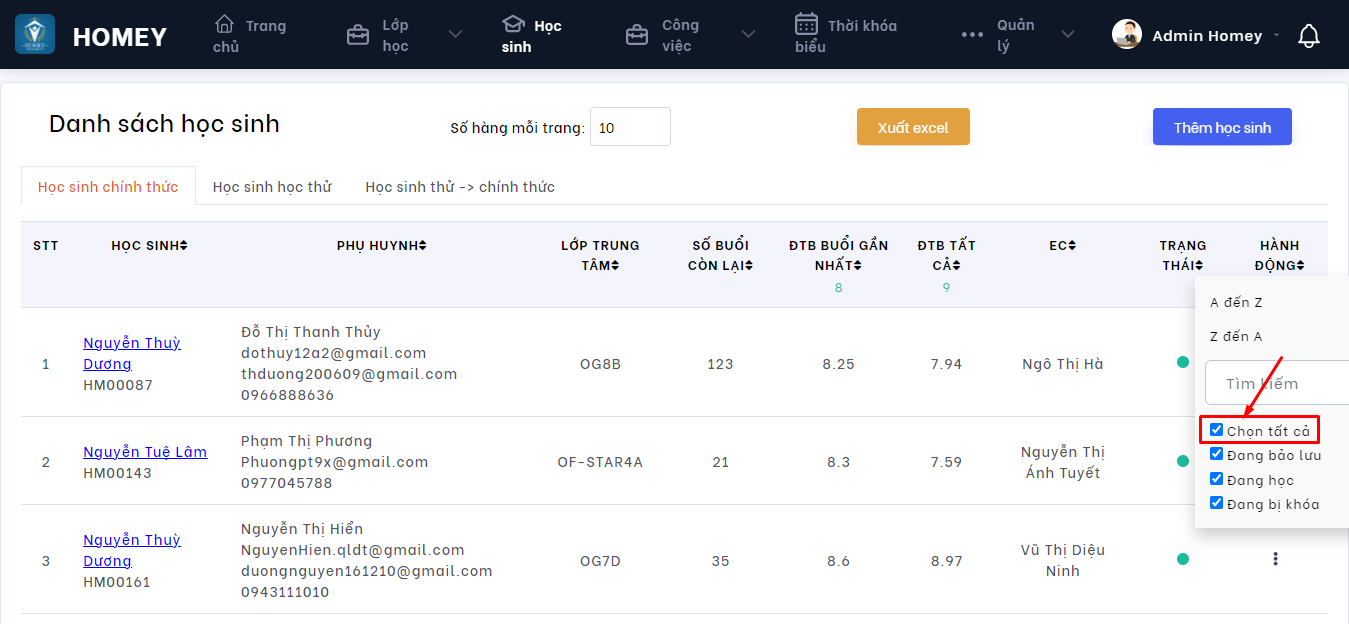 HOMEY
Trang chủ
Lớp học
Học sinh
Công việc
Thời khóa biểu
Quản lý
Admin Homey
Danh sách học sinh
Số hàng mỗi trang: 10
Xuất excel
Thêm học sinh
Học sinh chính thức
Học sinh học thử
Học sinh thử -> chính thức
STT
HỌC SINH
PHỤ HUYNH
LỚP TRUNG TÂM
SỐ BUỔI CÒN LẠI
ĐTB BUỔI GẦN NHẤT
8
ĐTB TẤT CẢ
9
EC
TRẠNG THÁI
HÀNH ĐỘNG
1
Nguyễn Thuỳ Dương
HM00087
Đỗ Thị Thanh Thủy
dothuy12a2@gmail.com
thduong200609@gmail.com
0966888636
OG8B
123
8.25
7.94
Ngô Thị Hà
2
Nguyễn Tuệ Lâm
HM00143
Phạm Thị Phương
Phuongpt9x@gmail.com
0977045788
OF-STAR4A
21
8.3
7.59
Nguyễn Thị Ánh Tuyết
3
Nguyễn Thuỳ Dương
HM00161
Nguyễn Thị Hiển
NguyenHien.qldt@gmail.com
duongnguyen161210@gmail.com
0943111010
OG7D
35
8.6
8.97
Vũ Thị Diệu Ninh
A đến Z
Z đến A
Tìm kiếm
Chọn tất cả
Đang bảo lưu
Đang học
Đang bị khóa